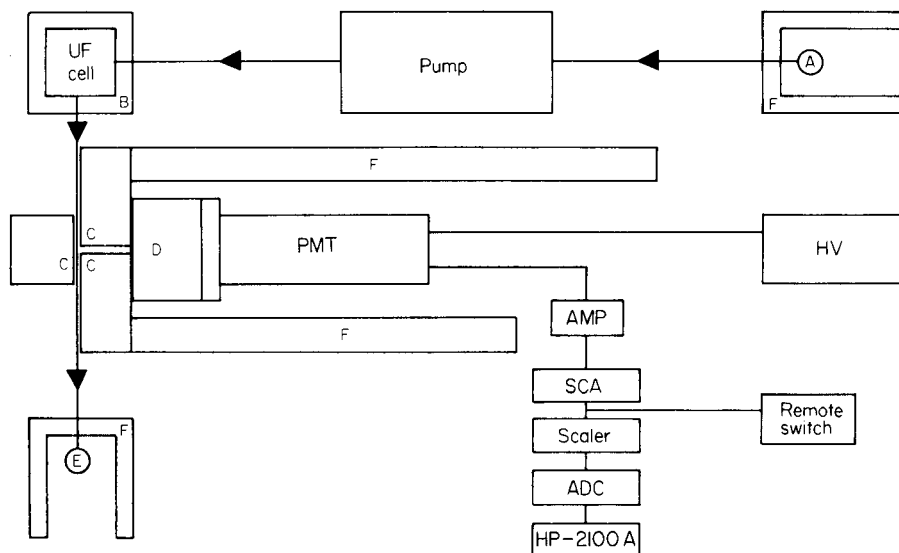 UF
cell
B
Pump
A
F
F
C
C
C
D
PMT
HV
F
AMP
SCA
Remote
switch
Scaler
ADC
HP-2100A
F
E